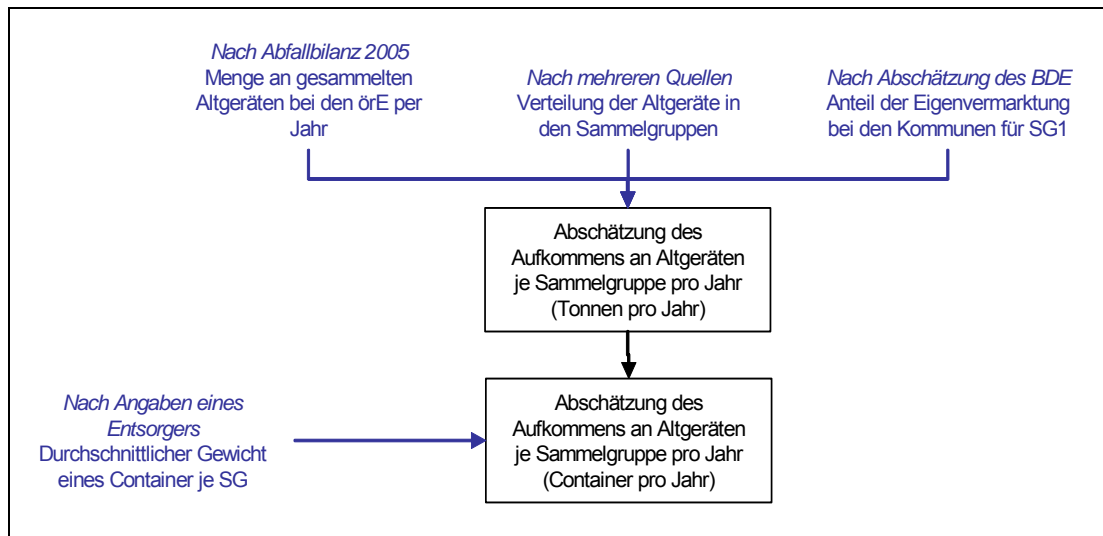 Nach Abfallbilanz 2005
Menge an gesammelten
Altgeräten bei den örE per
Jahr
Nach mehreren Quellen
Verteilung der Altgeräte in
den Sammelgruppen
Nach Abschätzung des BDE
Anteil der Eigenvermarktung
bei den Kommunen für SG1
Abschätzung des
Aufkommens an Altgeräten
je Sammelgruppe pro Jahr
(Tonnen pro Jahr)
Nach Angaben eines
Entsorgers
Durchschnittlicher Gewicht
eines Container je SG
Abschätzung des
Aufkommens an Altgeräten
je Sammelgruppe pro Jahr
(Container pro Jahr)